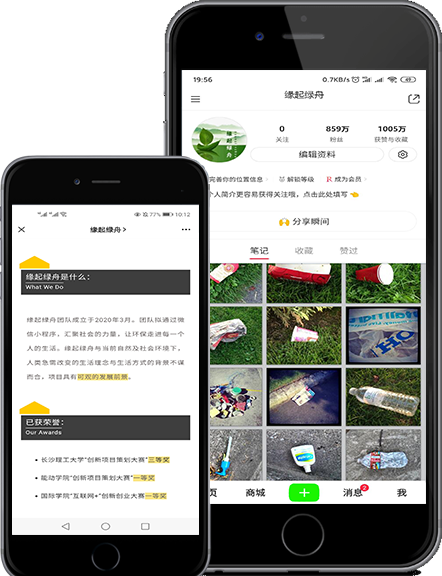 19:56
0.7KB/s
49
缘起绿舟
缘起绿舟
0
859万
1005万
关注
粉丝
获赞与收藏
编辑资料
完善你的位置信息
解锁等级
成为会员
个人简介更容易获得关注哦，点击此处填写
分享瞬间
笔记
收藏
赞过
页
商城
+
消息
2
我
77%
10:12
缘起绿舟
缘起绿舟是什么：
What We Do
缘起绿舟团队成立于2020年3月。团队拟通过微
信小程序，汇聚社会的力量、让环保走进每一个
人的生活。缘起绿舟与当前自然及社会环境下，
人类急需改变的生活理念与生活方式的背景不谋
而合。项目具有可观的发展前景。
已获荣誉：
Our Awards
• 长沙理工大学“创新项目策划大赛”三等奖
• 能动学院“创新项目策划大赛”一等奖
• 国际学院“互联网+”创新创业大赛一等奖